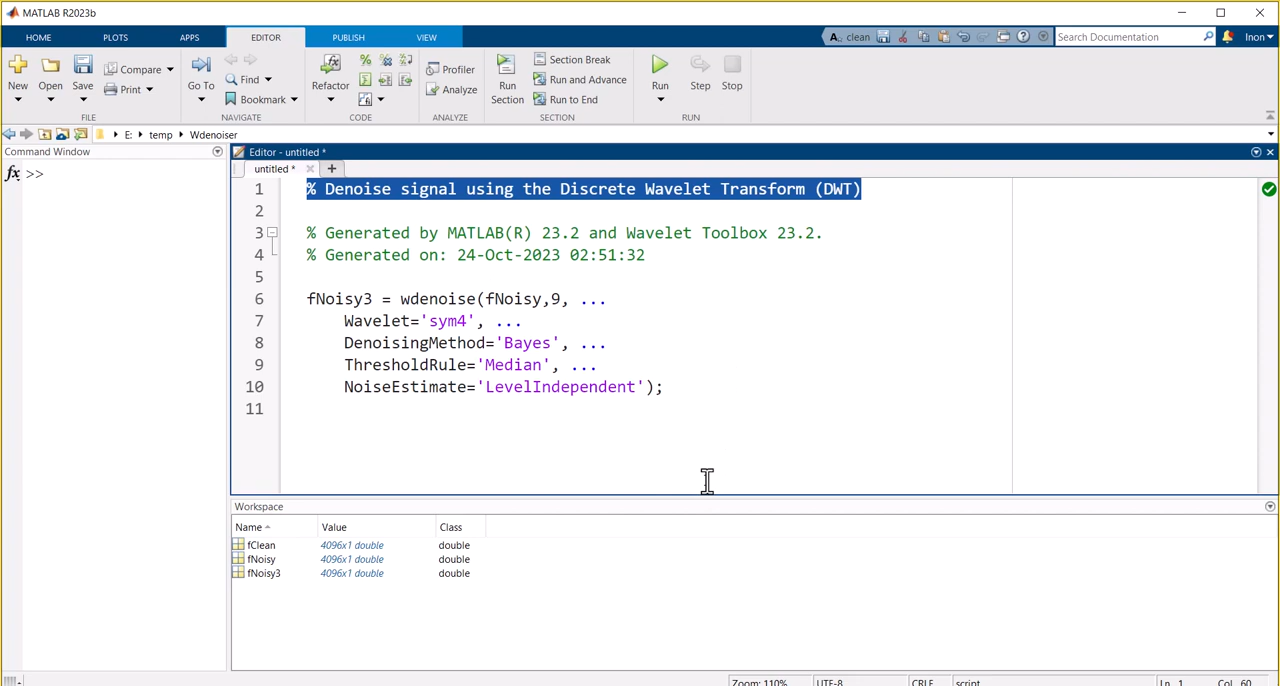 MATLAB R2023b
HOME PLOTS APPS EDITOR PUBLISH VIEW clean Search Documentation Inon
New Open Save Compare Print Go To Find Bookmark Refactor Profiler Analyze Run Section Section Break Run and Advance Run to End Run Step Stop
FILE NAVIGATE CODE ANALYZE SECTION RUN
E: temp Wdenoiser
Command Window
fx >>
Editor - untitled *
untitled *
1 % Denoise signal using the Discrete Wavelet Transform (DWT)
2
3 % Generated by MATLAB(R) 23.2 and Wavelet Toolbox 23.2.
4 % Generated on: 24-Oct-2023 02:51:32
5
6 fNoisy3 = wdenoise(fNoisy,9, ...
7 Wavelet='sym4', ...
8 DenoisingMethod='Bayes', ...
9 ThresholdRule='Median', ...
10 NoiseEstimate='LevelIndependent');
11
Workspace
Name Value Class
fClean 4096x1 double double
fNoisy 4096x1 double double
fNoisy3 4096x1 double double
Zoom: 110% UTF-8 CRLF script Ln 1 Col 60